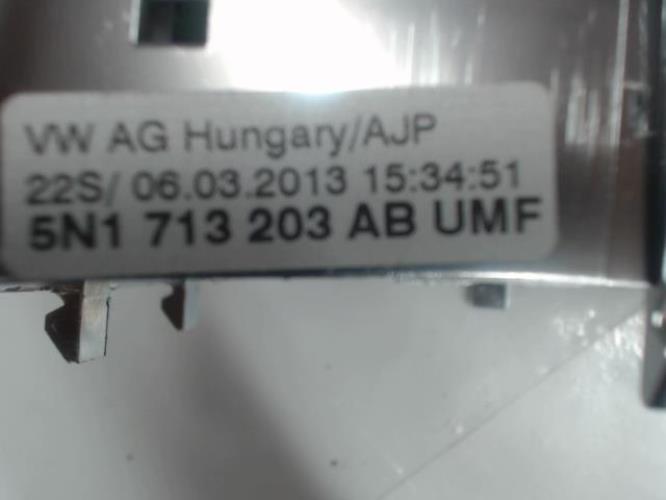 VW AG Hungary/AJP
22S/ 06.03.2013 15:34:51
5N1 713 203 AB UMF